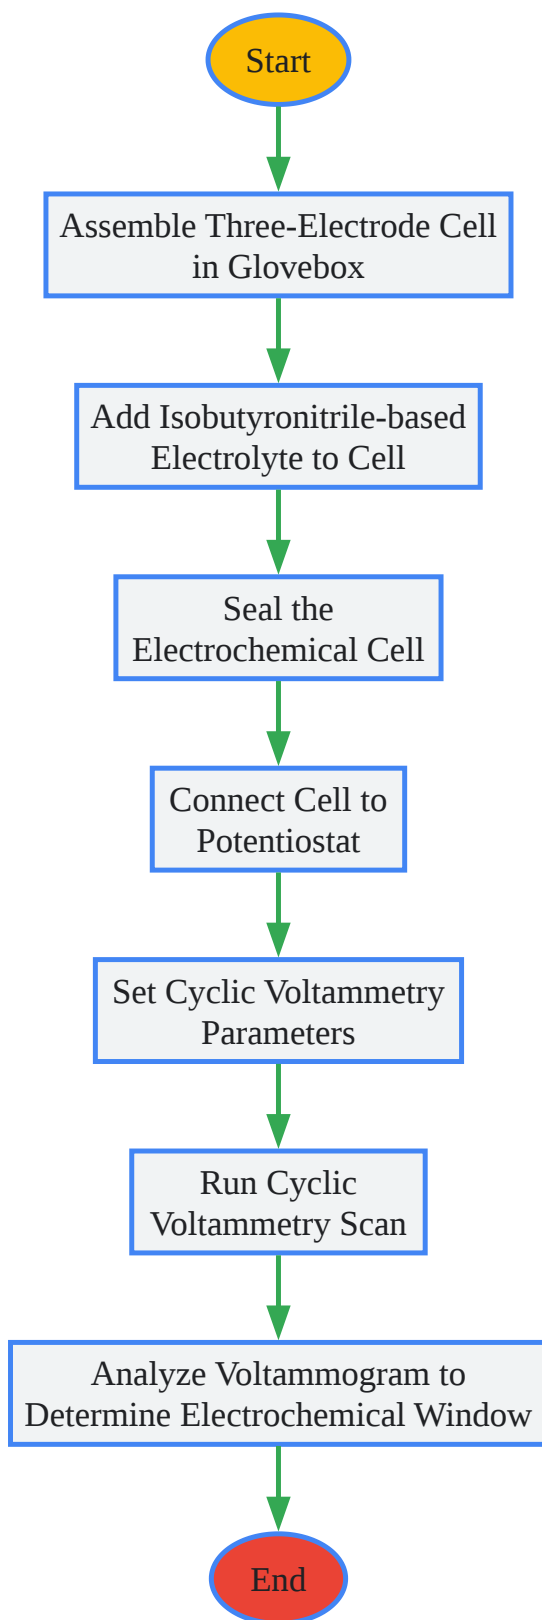 Start
Assemble Three-Electrode Cell
in Glovebox
Add Isobutyronitrile-based
Electrolyte to Cell
Seal the
Electrochemical Cell
Connect Cell to
Potentiostat
Set Cyclic Voltammetry
Parameters
Run Cyclic
Voltammetry Scan
Analyze Voltammogram to
Determine Electrochemical Window
End